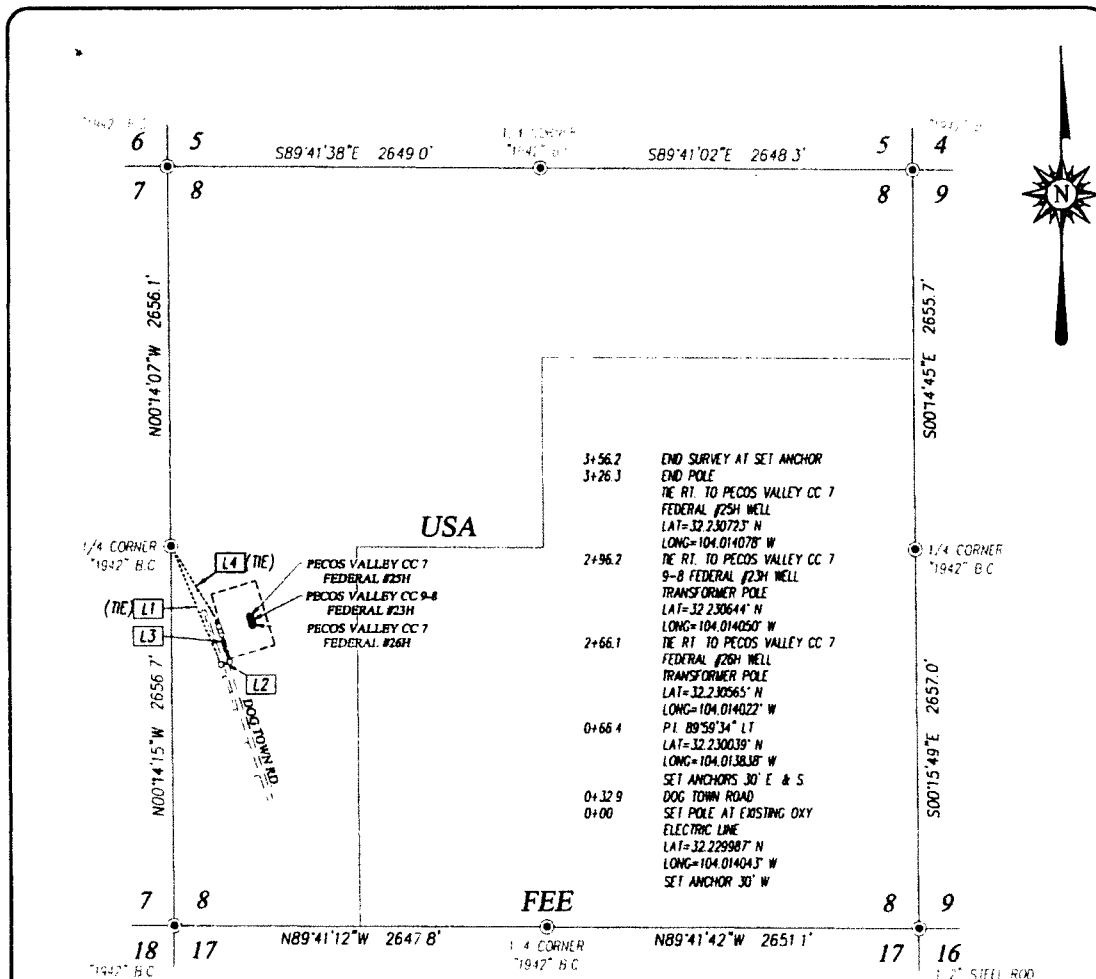 "1942" B.C.
6 5
1/4 CORNER
"1942" B.C.
5 4
S89°41'38"E 2649.0'
S89°41'02"E 2648.3'
7 8
8 9
N
N00°14'07"W 2656.1'
S00°14'45"E 2655.7'
3+56.2 END SURVEY AT SET ANCHOR
3+26.3 END POLE
TIE RT. TO PECOS VALLEY CC 7
FEDERAL #25H WELL
LAT=32.230723° N
LONG=104.014078° W
2+96.2 TIE RT. TO PECOS VALLEY CC 7
9-8 FEDERAL #23H WELL
TRANSFORMER POLE
LAT=32.230644° N
LONG=104.014050° W
2+66.1 TIE RT. TO PECOS VALLEY CC 7
FEDERAL #26H WELL
TRANSFORMER POLE
LAT=32.230565° N
LONG=104.014022° W
0+66.4 P.I. 89°59'34" LT
LAT=32.230039° N
LONG=104.013838° W
SET ANCHORS 30' E & S
0+32.9 DOG TOWN ROAD
0+00 SET POLE AT EXISTING OXY
ELECTRIC LINE
LAT=32.229987° N
LONG=104.014043° W
SET ANCHOR 30' W
USA
1/4 CORNER
"1942" B.C.
L4 (TIE)
PECOS VALLEY CC 7
FEDERAL #25H
PECOS VALLEY CC 9-8
FEDERAL #23H
PECOS VALLEY CC 7
FEDERAL #26H
(TIE) L1
L3
L2
DOG TOWN RD
1/4 CORNER
"1942" B.C.
N00°14'15"W 2656.7'
S00°15'49"E 2657.0'
7 8
FEE
8 9
N89°41'12"W 2647.8'
N89°41'42"W 2651.1'
18 17
1/4 CORNER
"1942" B.C.
17 16
"1942" B.C.
1/2" STEEL ROD